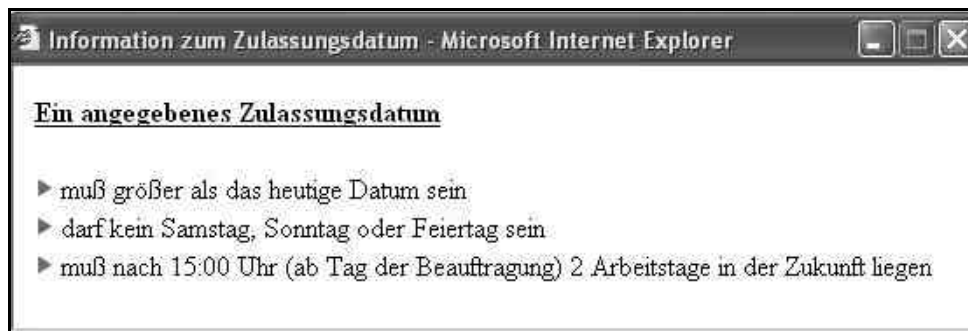 Information zum Zulassungsdatum - Microsoft Internet Explorer
Ein angegebenes Zulassungsdatum
muß größer als das heutige Datum sein
darf kein Samstag, Sonntag oder Feiertag sein
muß nach 15:00 Uhr (ab Tag der Beauftragung) 2 Arbeitstage in der Zukunft liegen